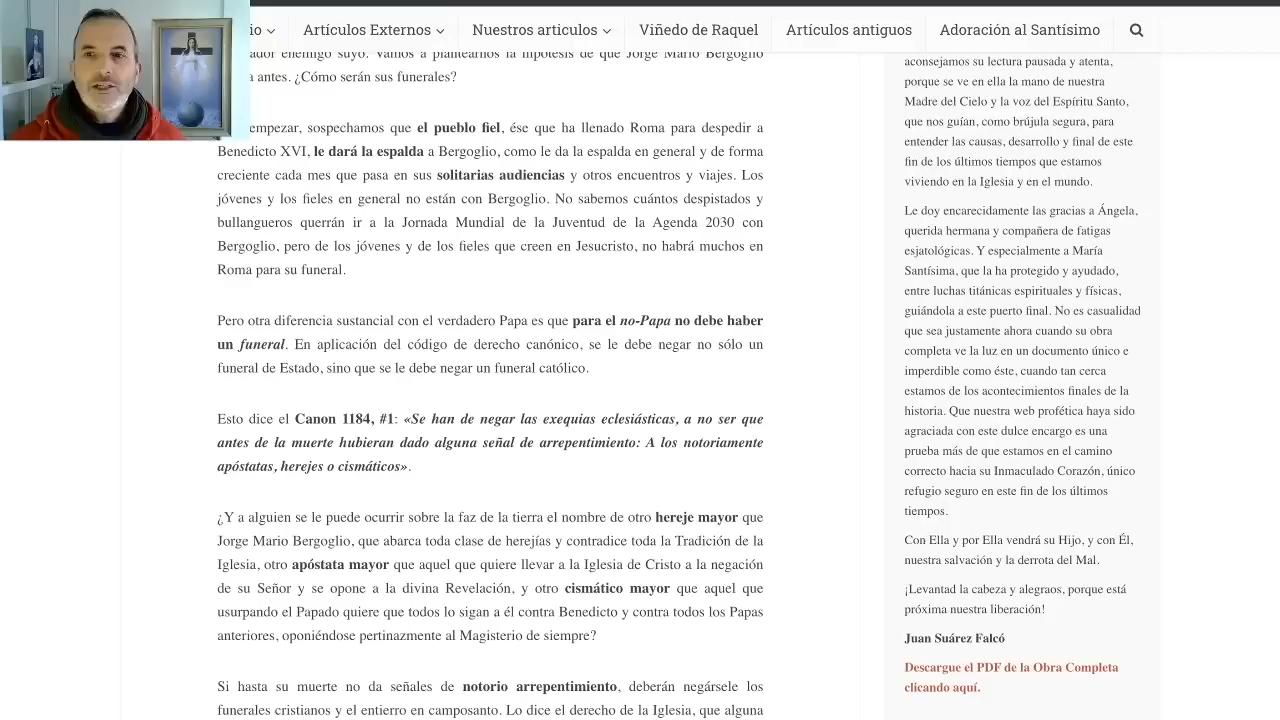 io
Artículos Externos
Nuestros articulos
Viñedo de Raquel
Artículos antiguos
Adoración al Santísimo
enemigo suyo. Vamos a plantearnos la hipótesis de que Jorge Mario Bergoglio
antes. ¿Cómo serán sus funerales?
empezar, sospechamos que el pueblo fiel, ése que ha llenado Roma para despedir a
Benedicto XVI, le dará la espalda a Bergoglio, como le da la espalda en general y de forma
creciente cada mes que pasa en sus solitarias audiencias y otros encuentros y viajes. Los
jóvenes y los fieles en general no están con Bergoglio. No sabemos cuántos despistados y
bullangueros querrán ir a la Jornada Mundial de la Juventud de la Agenda 2030 con
Bergoglio, pero de los jóvenes y de los fieles que creen en Jesucristo, no habrá muchos en
Roma para su funeral.
Pero otra diferencia sustancial con el verdadero Papa es que para el no-Papa no debe haber
un funeral. En aplicación del código de derecho canónico, se le debe negar no sólo un
funeral de Estado, sino que se le debe negar un funeral católico.
Esto dice el Canon 1184, #1: «Se han de negar las exequias eclesiásticas, a no ser que
antes de la muerte hubieran dado alguna señal de arrepentimiento: A los notoriamente
apóstatas, herejes o cismáticos».
¿Y a alguien se le puede ocurrir sobre la faz de la tierra el nombre de otro hereje mayor que
Jorge Mario Bergoglio, que abarca toda clase de herejías y contradice toda la Tradición de la
Iglesia, otro apóstata mayor que aquel que quiere llevar a la Iglesia de Cristo a la negación
de su Señor y se opone a la divina Revelación, y otro cismático mayor que aquel que
usurpando el Papado quiere que todos lo sigan a él contra Benedicto y contra todos los Papas
anteriores, oponiéndose pertinazmente al Magisterio de siempre?
Si hasta su muerte no da señales de notorio arrepentimiento, deberán negársele los
funerales cristianos y el entierro en camposanto. Lo dice el derecho de la Iglesia, que alguna
aconsejamos su lectura pausada y atenta,
porque se ve en ella la mano de nuestra
Madre del Cielo y la voz del Espíritu Santo,
que nos guían, como brújula segura, para
entender las causas, desarrollo y final de este
fin de los últimos tiempos que estamos
viviendo en la Iglesia y en el mundo.
Le doy encarecidamente las gracias a Ángela,
querida hermana y compañera de fatigas
esjatológicas. Y especialmente a María
Santísima, que la ha protegido y ayudado,
entre luchas titánicas espirituales y físicas,
guiándola a este puerto final. No es casualidad
que sea justamente ahora cuando su obra
completa ve la luz en un documento único e
imperdible como éste, cuando tan cerca
estamos de los acontecimientos finales de la
historia. Que nuestra web profética haya sido
agraciada con este dulce encargo es una
prueba más de que estamos en el camino
correcto hacia su Inmaculado Corazón, único
refugio seguro en este fin de los últimos
tiempos.
Con Ella y por Ella vendrá su Hijo, y con Él,
nuestra salvación y la derrota del Mal.
¡Levantad la cabeza y alegraos, porque está
próxima nuestra liberación!
Juan Suárez Falcó
Descargue el PDF de la Obra Completa
clicando aquí.